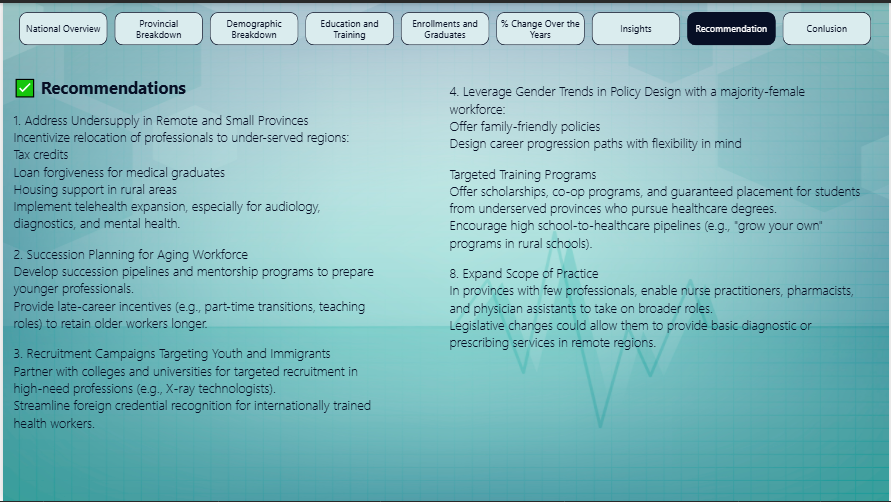 National Overview
Provincial
Breakdown
Demographic
Breakdown
Education and
Training
Enrollments and
Graduates
% Change Over the
Years
Insights
Recommendation
Conlusion
✅ Recommendations
1. Address Undersupply in Remote and Small Provinces
Incentivize relocation of professionals to under-served regions:
Tax credits
Loan forgiveness for medical graduates
Housing support in rural areas
Implement telehealth expansion, especially for audiology,
diagnostics, and mental health.
2. Succession Planning for Aging Workforce
Develop succession pipelines and mentorship programs to prepare
younger professionals.
Provide late-career incentives (e.g., part-time transitions, teaching
roles) to retain older workers longer.
3. Recruitment Campaigns Targeting Youth and Immigrants
Partner with colleges and universities for targeted recruitment in
high-need professions (e.g., X-ray technologists).
Streamline foreign credential recognition for internationally trained
health workers.
4. Leverage Gender Trends in Policy Design with a majority-female
workforce:
Offer family-friendly policies
Design career progression paths with flexibility in mind
Targeted Training Programs
Offer scholarships, co-op programs, and guaranteed placement for students
from underserved provinces who pursue healthcare degrees.
Encourage high school-to-healthcare pipelines (e.g., "grow your own"
programs in rural schools).
8. Expand Scope of Practice
In provinces with few professionals, enable nurse practitioners, pharmacists,
and physician assistants to take on broader roles.
Legislative changes could allow them to provide basic diagnostic or
prescribing services in remote regions.